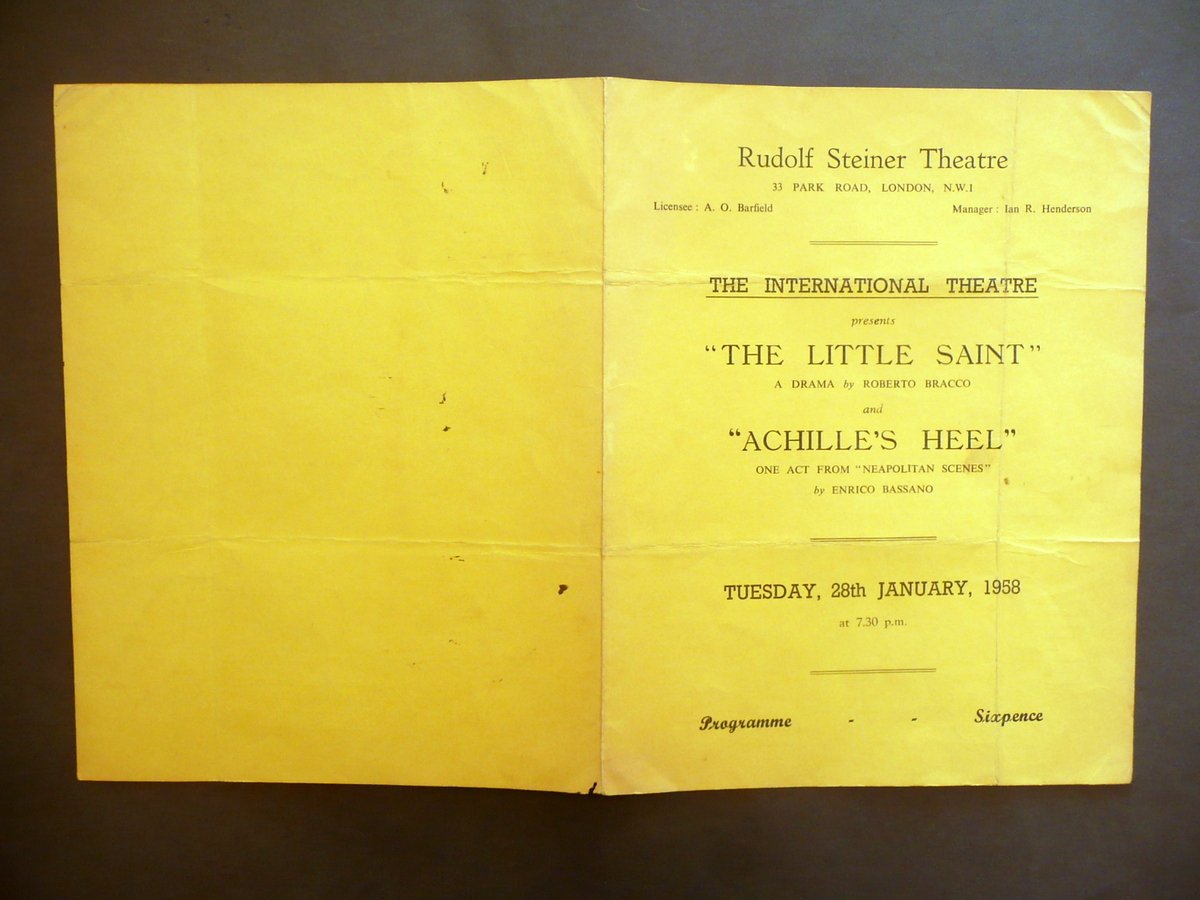 Rudolf Steiner Theatre
33 PARK ROAD, LONDON, N.W.1
Licensee : A. O. Barfield Manager : Ian R. Henderson
THE INTERNATIONAL THEATRE
presents
“THE LITTLE SAINT”
A DRAMA by ROBERTO BRACCO
and
“ACHILLE’S HEEL”
ONE ACT FROM “NEAPOLITAN SCENES”
by ENRICO BASSANO
TUESDAY, 28th JANUARY, 1958
at 7.30 p.m.
Programme - - Sixpence